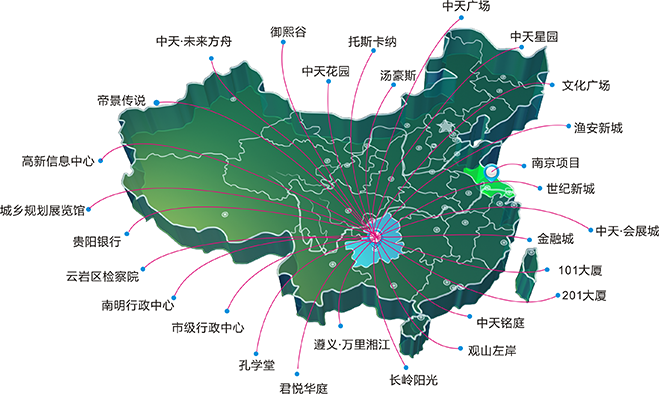 中天广场
御熙谷
中天·未来方舟
托斯卡纳
中天星园
中天花园
汤豪斯
文化广场
帝景传说
渔安新城
高新信息中心
南京项目
世纪新城
城乡规划展览馆
中天·会展城
贵阳银行
金融城
云岩区检察院
101大厦
201大厦
南明行政中心
中天铭庭
市级行政中心
遵义·万里湘江
观山左岸
孔学堂
长岭阳光
君悦华庭